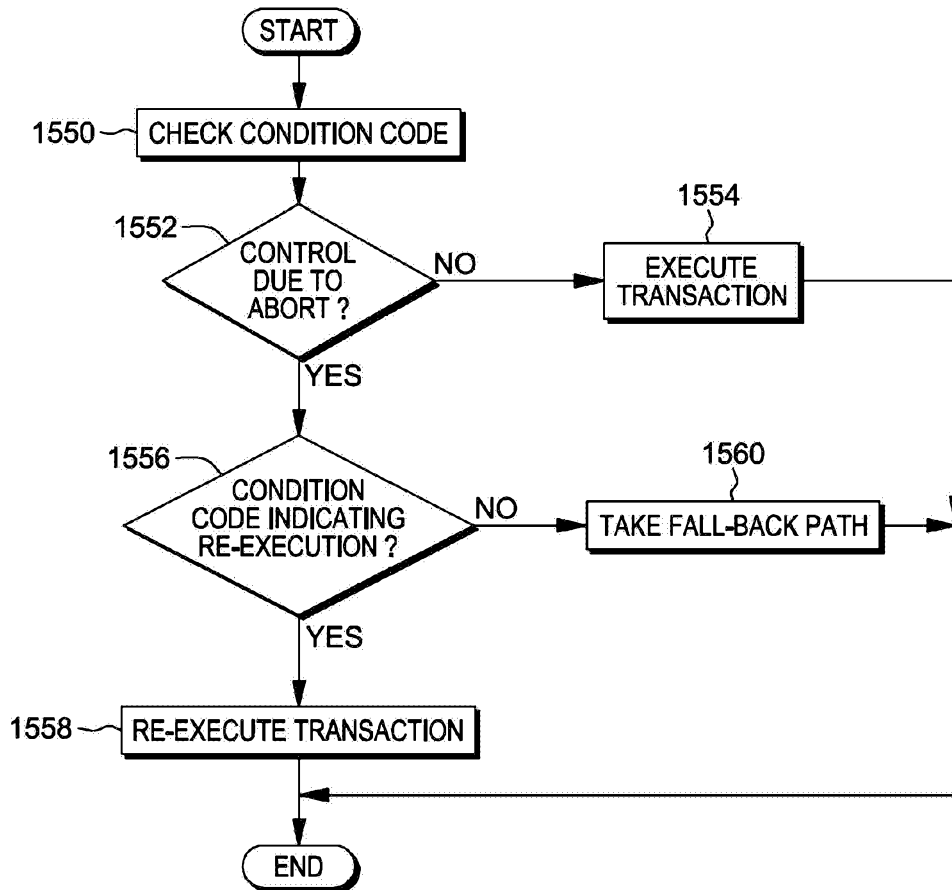 START
1550
CHECK CONDITION CODE
1552
CONTROL
DUE TO
ABORT ?
NO
1554
EXECUTE
TRANSACTION
YES
1556
CONDITION
CODE INDICATING
RE-EXECUTION ?
NO
1560
TAKE FALL-BACK PATH
YES
1558
RE-EXECUTE TRANSACTION
END